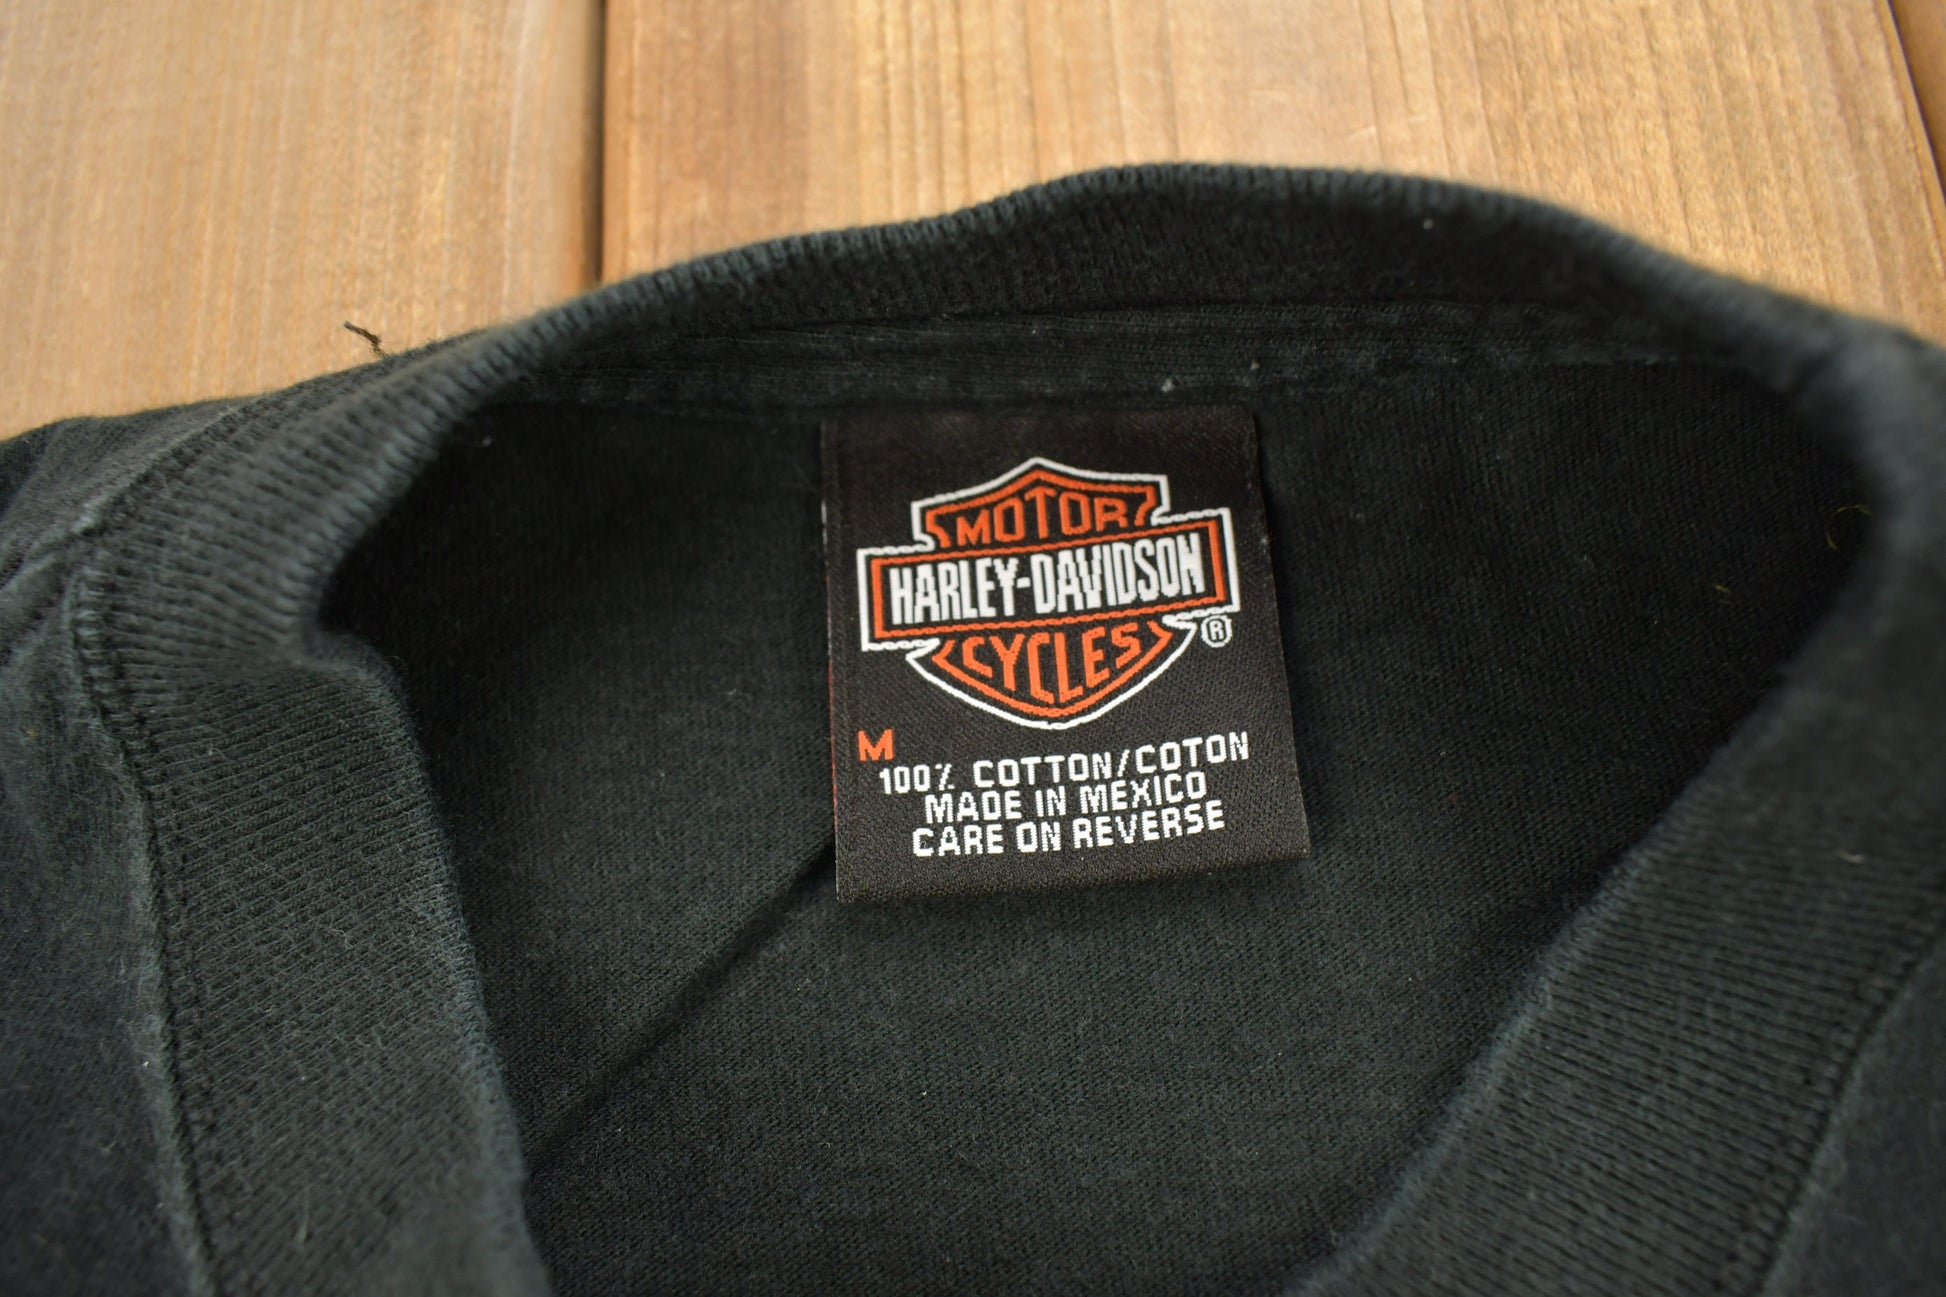 MOTOR
HARLEY-DAVIDSON
CYCLES ®
M
100% COTTON/COTON
MADE IN MEXICO
CARE ON REVERSE